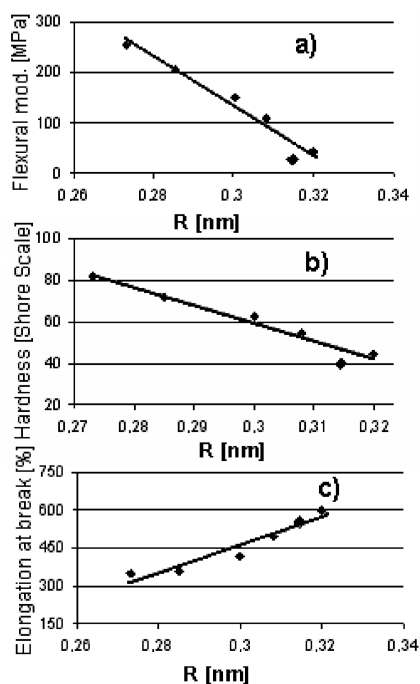 a)
Flexural mod. [MPa]
300
200
100
0
0,26 0,28 0,3 0,32 0,34
R [nm]
b)
Hardness [Shore Scale]
100
80
60
40
20
0,27 0,28 0,29 0,3 0,31 0,32
R [nm]
c)
Elongation at break [%]
750
600
450
300
150
0,26 0,28 0,3 0,32 0,34
R [nm]